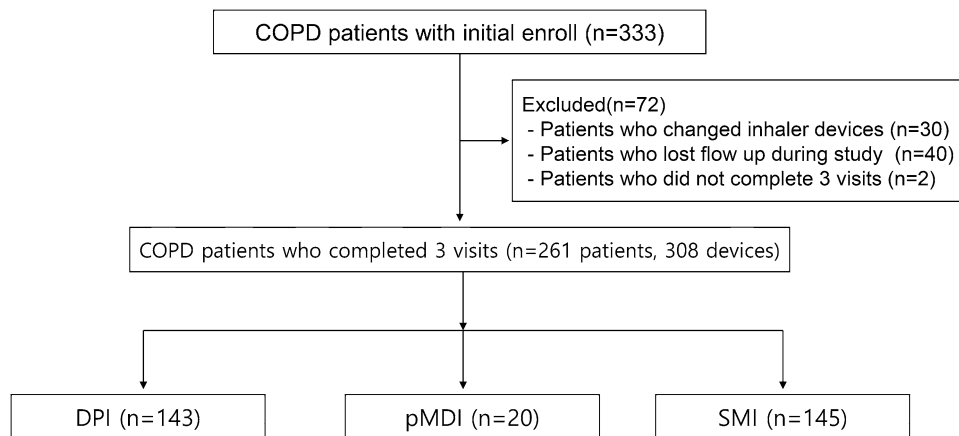 COPD patients with initial enroll (n=333)
Excluded(n=72)
- Patients who changed inhaler devices (n=30)
- Patients who lost flow up during study (n=40)
- Patients who did not complete 3 visits (n=2)
COPD patients who completed 3 visits (n=261 patients, 308 devices)
DPI (n=143)
pMDI (n=20)
SMI (n=145)